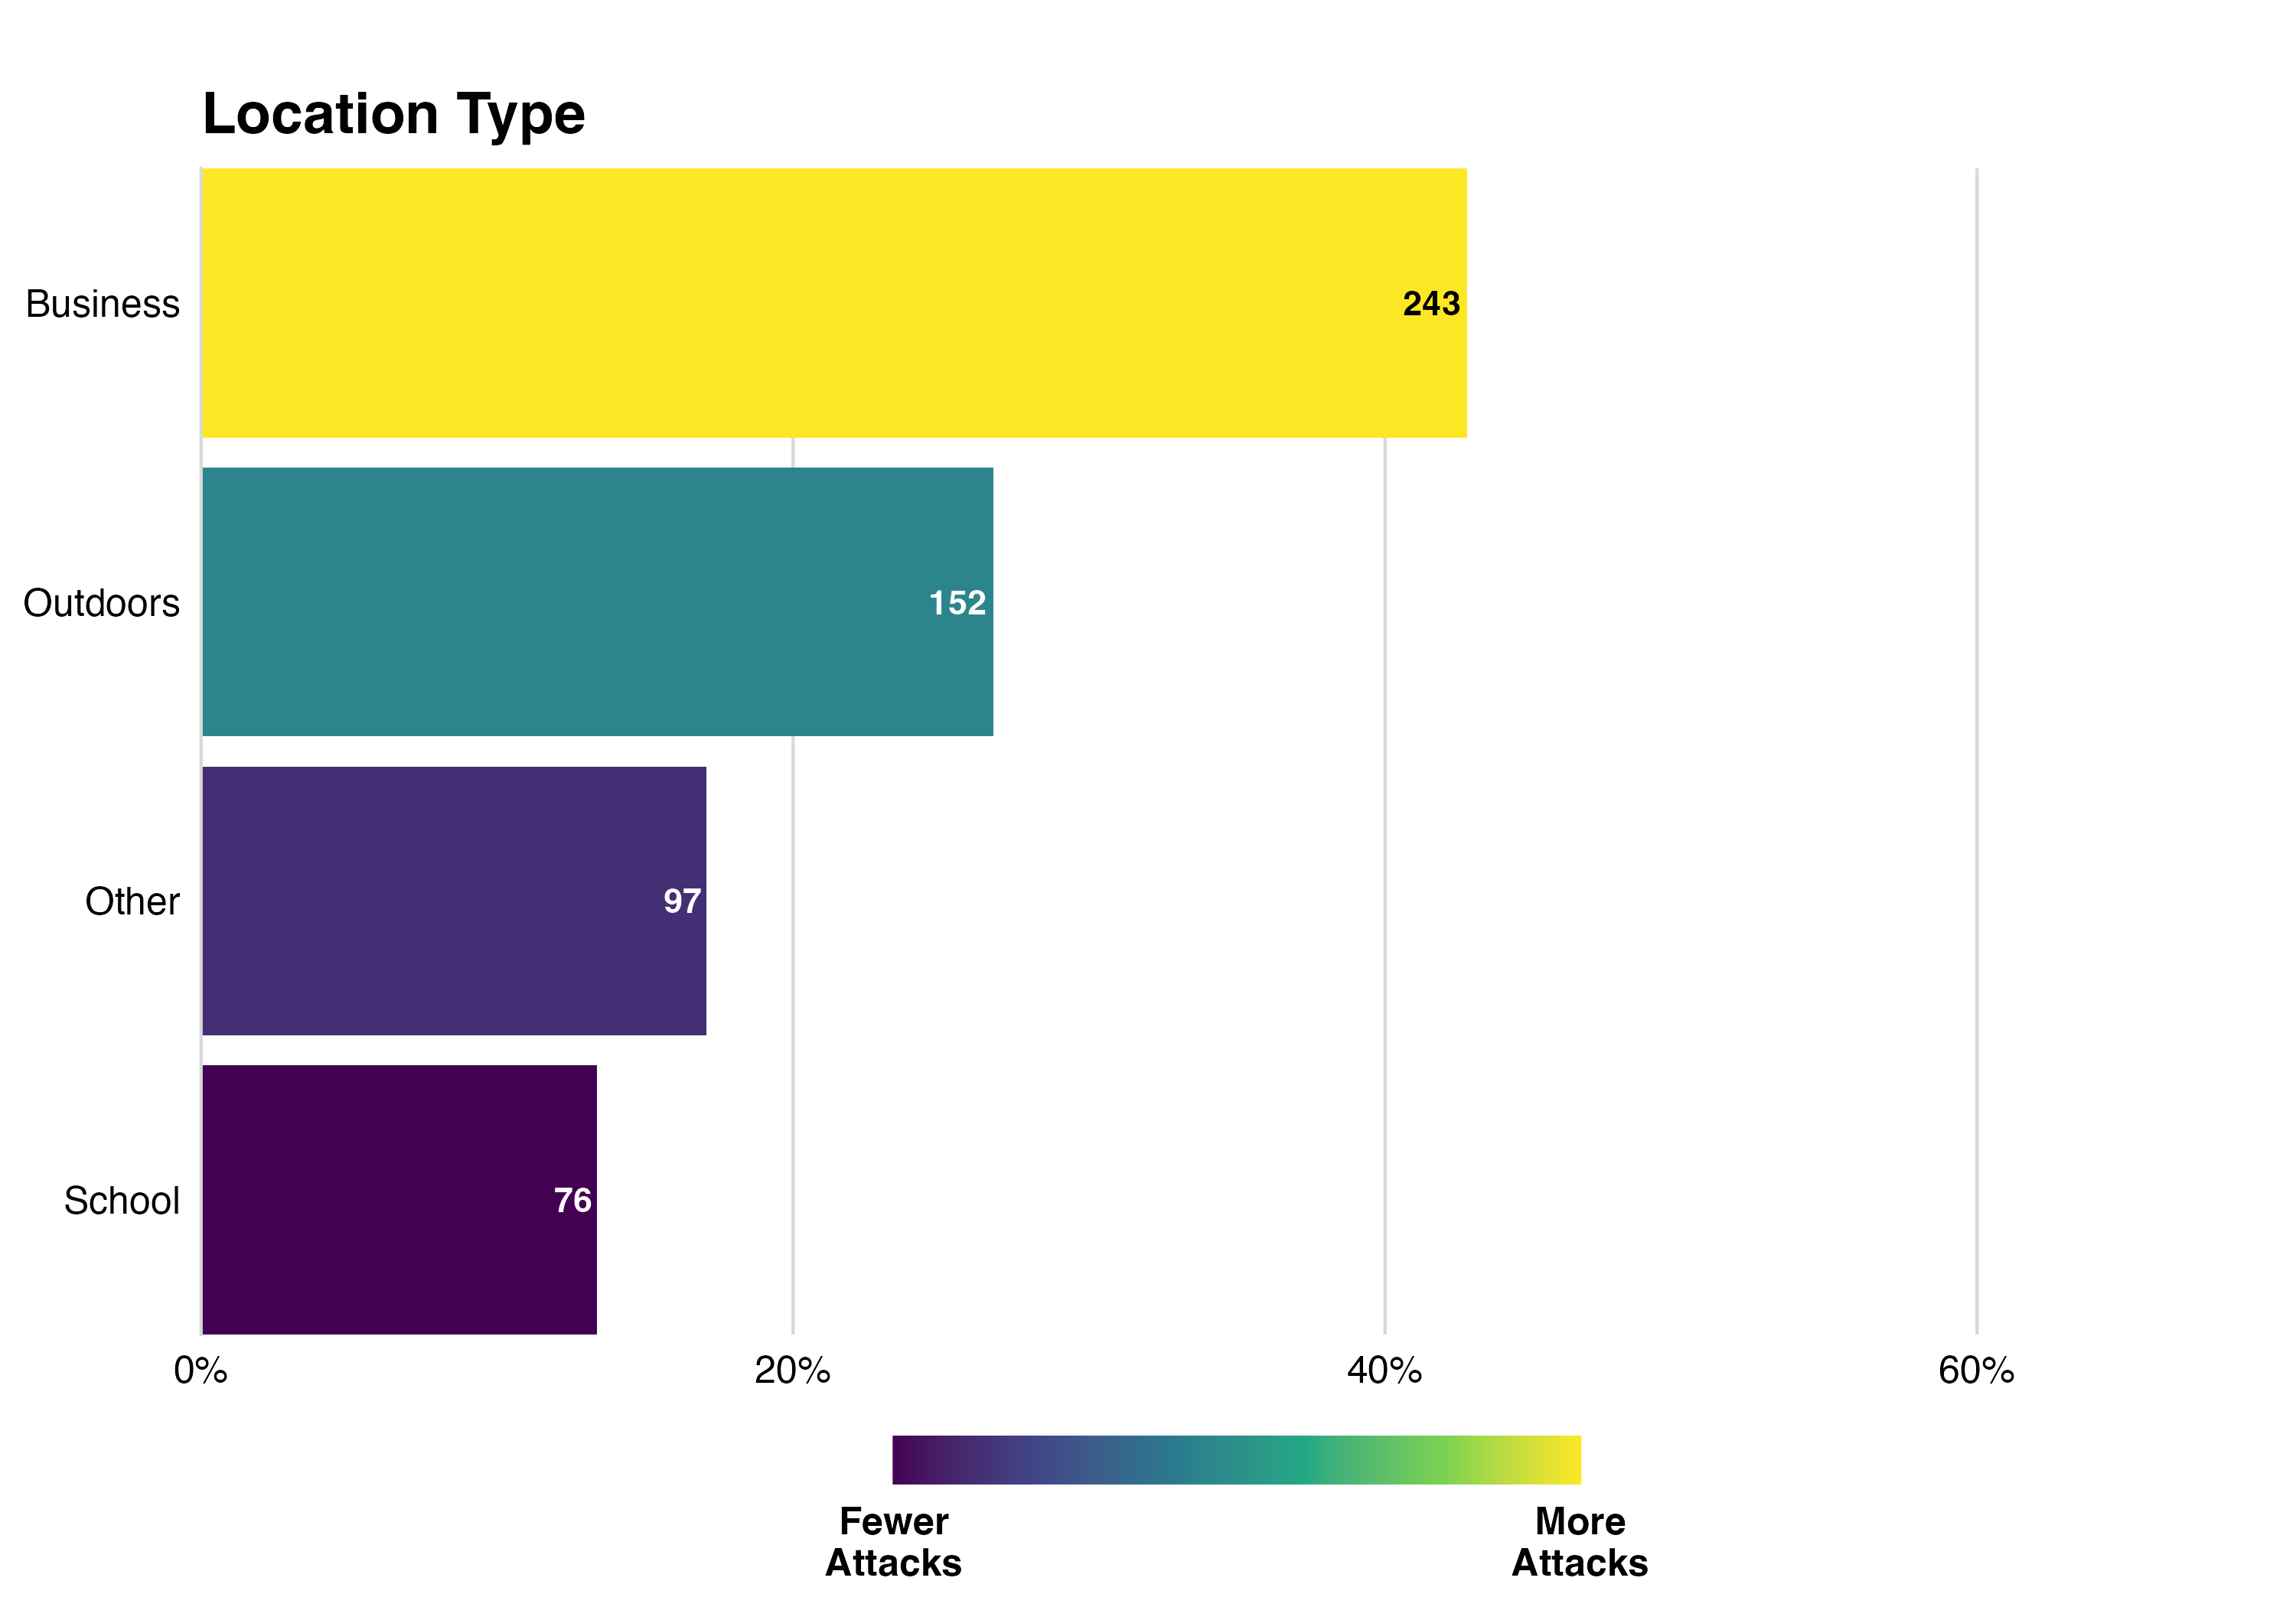 Location Type
Business
243
Outdoors
152
Other
97
School
76
0% 20% 40% 60%
Fewer More
Attacks Attacks